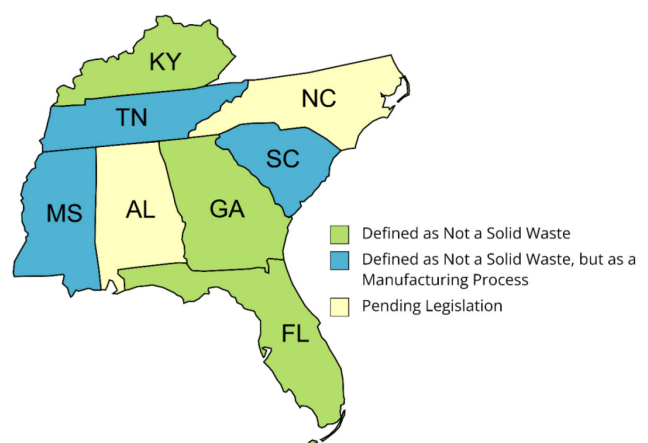 KY
NC
TN
SC
MS
AL
GA
Defined as Not a Solid Waste
Defined as Not a Solid Waste, but as a
Manufacturing Process
Pending Legislation
FL